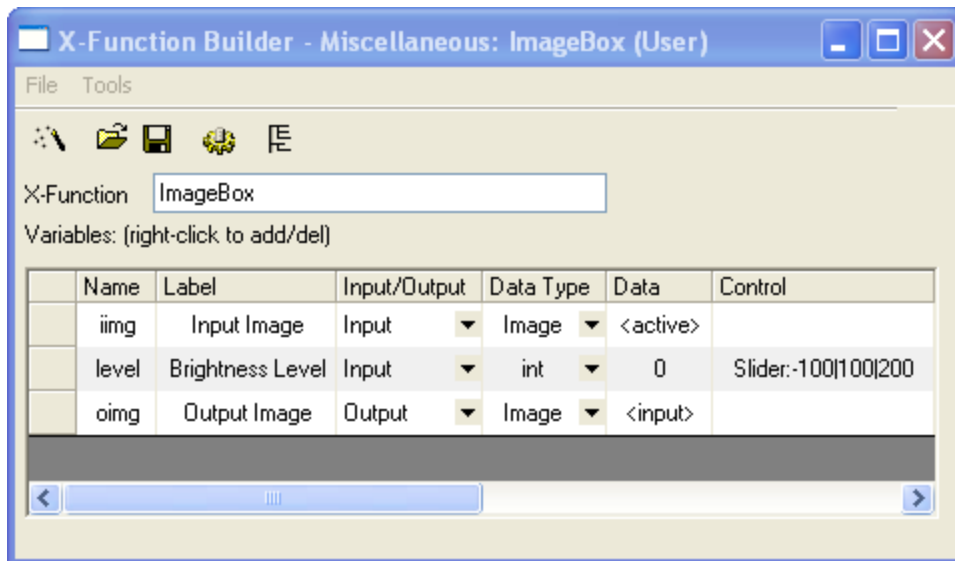 X-Function Builder - Miscellaneous: ImageBox (User)
File Tools
X-Function ImageBox
Variables: (right-click to add/del)
Name Label Input/Output Data Type Data Control
iimg Input Image Input Image <active>
level Brightness Level Input int 0 Slider:-100|100|200
oimg Output Image Output Image <input>